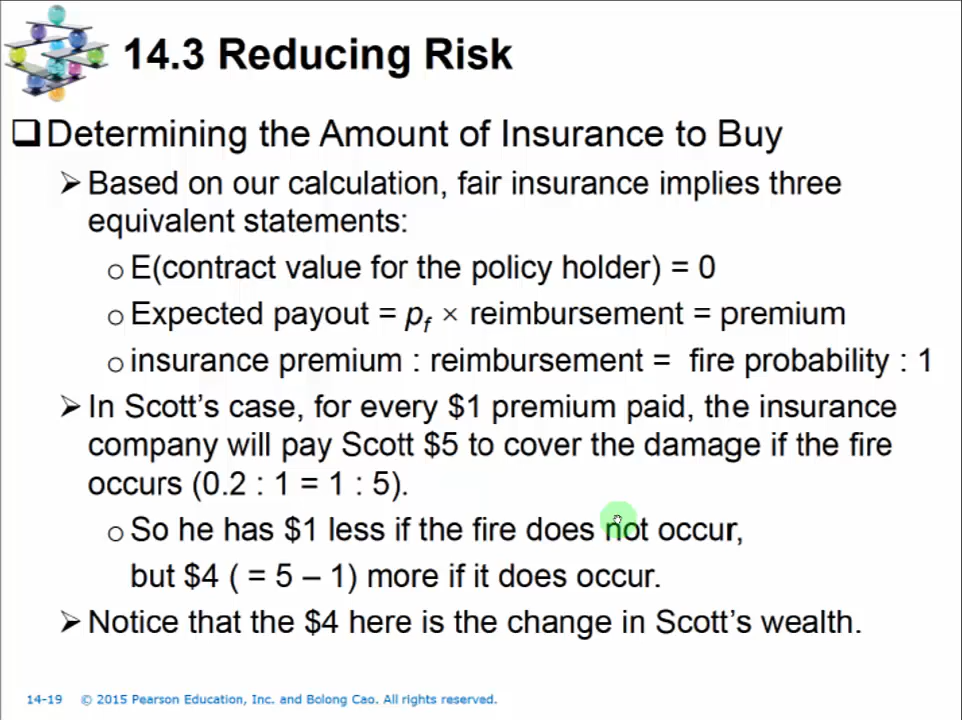 14.3 Reducing Risk
❑Determining the Amount of Insurance to Buy
➢Based on our calculation, fair insurance implies three
equivalent statements:
oE(contract value for the policy holder) = 0
oExpected payout = pf × reimbursement = premium
oinsurance premium : reimbursement = fire probability : 1
➢In Scott's case, for every $1 premium paid, the insurance
company will pay Scott $5 to cover the damage if the fire
occurs (0.2 : 1 = 1 : 5).
oSo he has $1 less if the fire does not occur,
but $4 ( = 5 – 1) more if it does occur.
➢Notice that the $4 here is the change in Scott's wealth.
14-19 © 2015 Pearson Education, Inc. and Bolong Cao. All rights reserved.